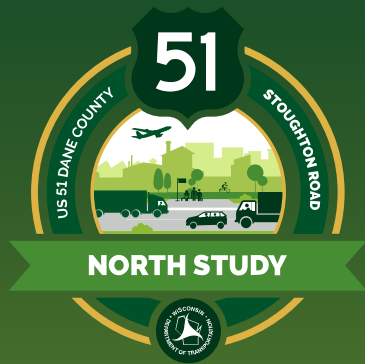 51
US 51 DANE COUNTY
STOUGHTON ROAD
NORTH STUDY
WISCONSIN
DEPARTMENT OF TRANSPORTATION